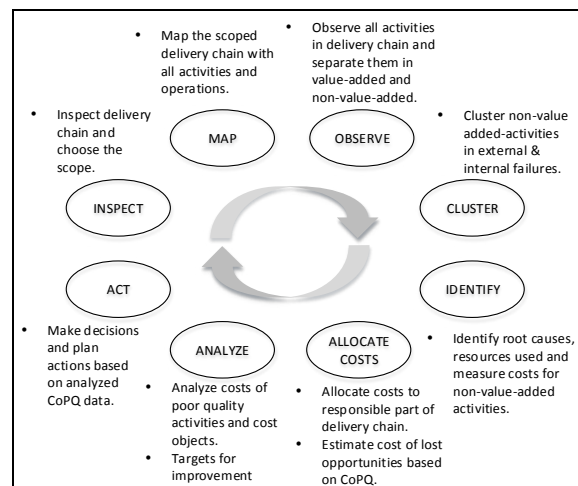 • Map the scoped
delivery chain with
all activities and
operations.
• Observe all activities
in delivery chain and
separate them in
value-added and
non-value-added.
• Inspect delivery
chain and
choose the
scope.
MAP
OBSERVE
• Cluster non-value
added-activities
in external &
internal failures.
INSPECT
CLUSTER
ACT
IDENTIFY
• Make decisions
and plan
actions based
on analyzed
CoPQ data.
ANALYZE
ALLOCATE
COSTS
• Identify root causes,
resources used and
measure costs for
non-value-added
activities.
• Analyze costs of
poor quality
activities and cost
objects.
• Targets for
improvement
• Allocate costs to
responsible part of
delivery chain.
• Estimate cost of lost
opportunities based
on CoPQ.